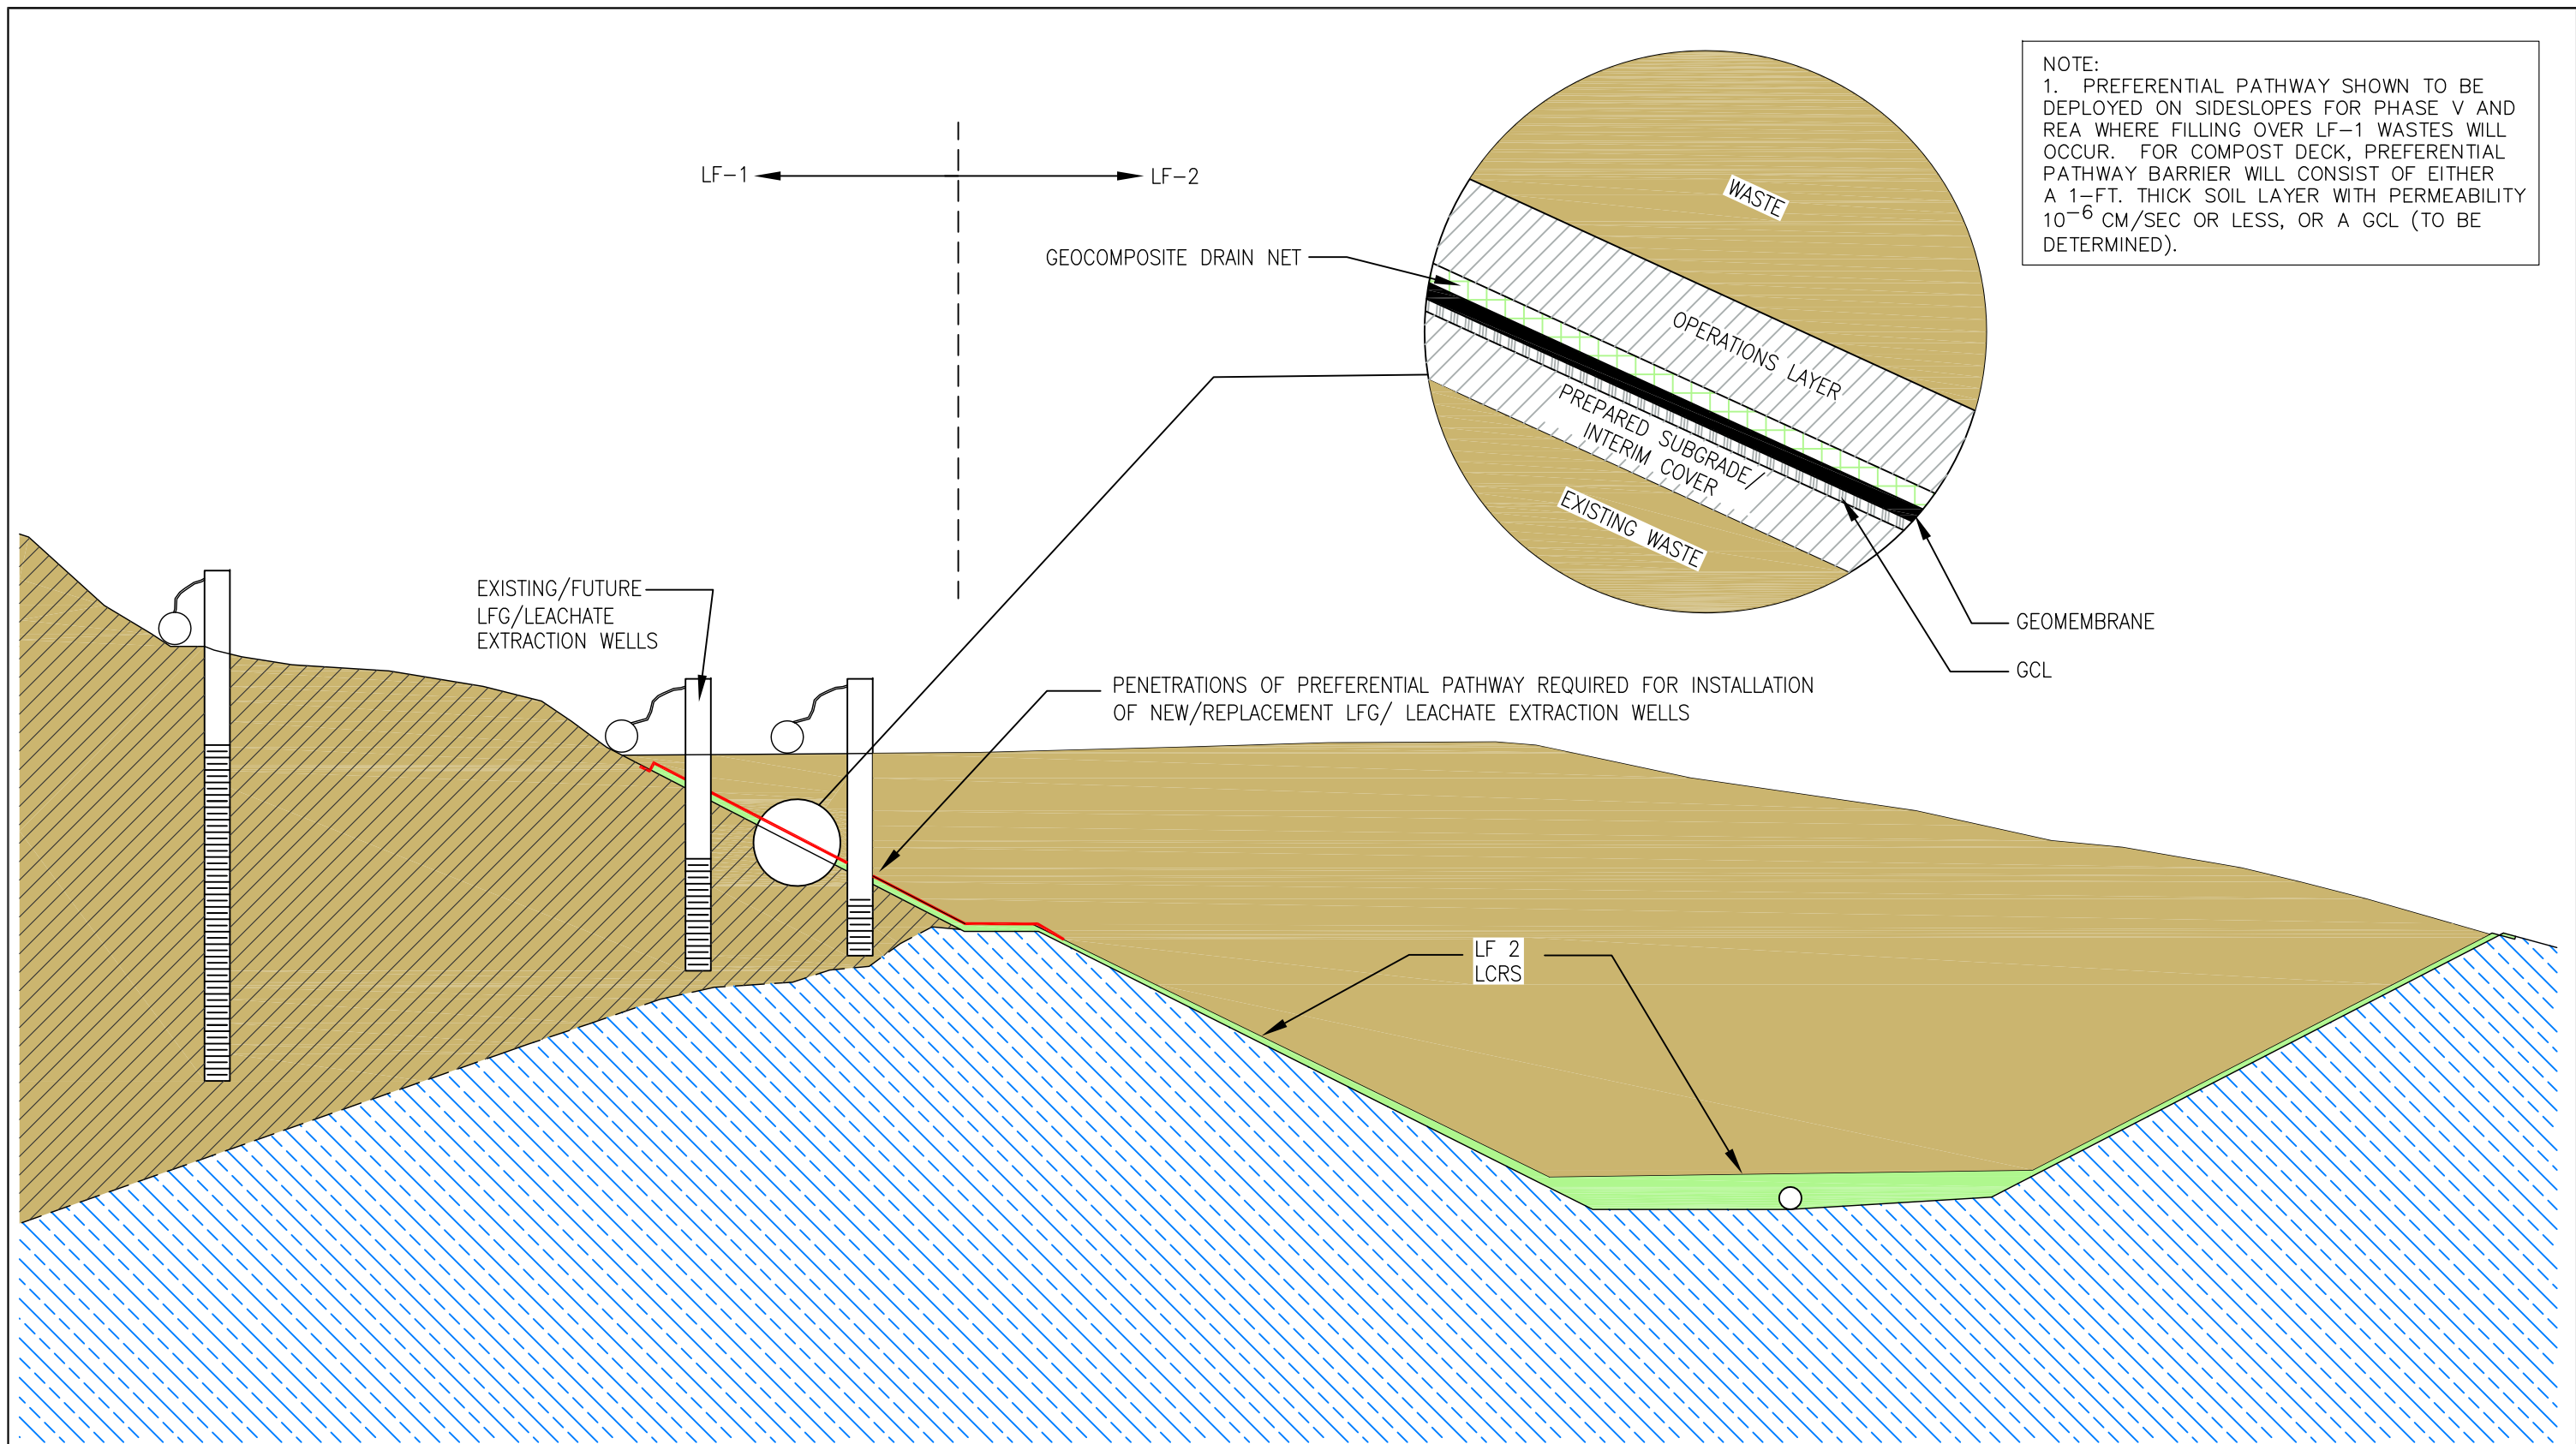 NOTE:
1. PREFERENTIAL PATHWAY SHOWN TO BE
DEPLOYED ON SIDESLOPES FOR PHASE V AND
REA WHERE FILLING OVER LF-1 WASTES WILL
OCCUR. FOR COMPOST DECK, PREFERENTIAL
PATHWAY BARRIER WILL CONSIST OF EITHER
A 1-FT. THICK SOIL LAYER WITH PERMEABILITY
10⁻⁶ CM/SEC OR LESS, OR A GCL (TO BE
DETERMINED).
LF-1
LF-2
WASTE
GEOCOMPOSITE DRAIN NET
OPERATIONS LAYER
PREPARED SUBGRADE/
INTERIM COVER
EXISTING WASTE
GEOMEMBRANE
GCL
EXISTING/FUTURE
LFG/LEACHATE
EXTRACTION WELLS
PENETRATIONS OF PREFERENTIAL PATHWAY REQUIRED FOR INSTALLATION
OF NEW/REPLACEMENT LFG/ LEACHATE EXTRACTION WELLS
LF 2
LCRS